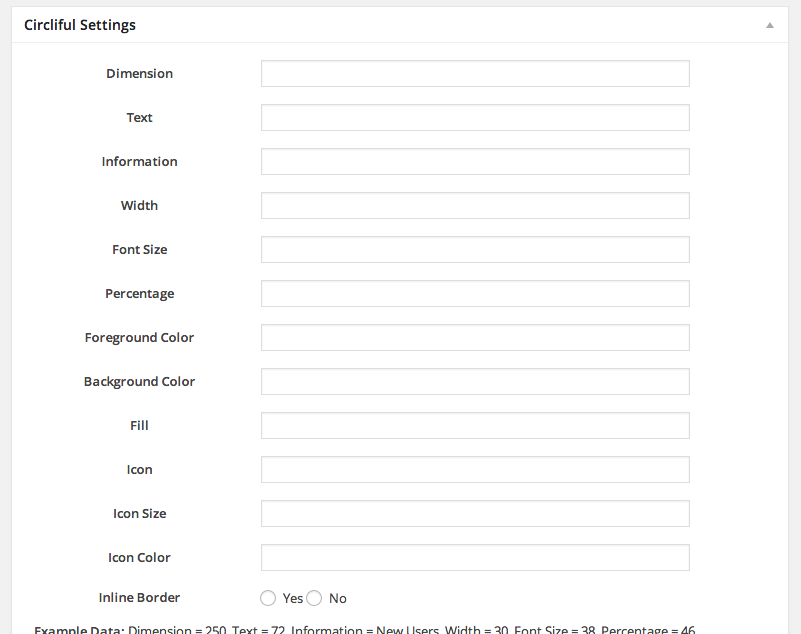 Circliful Settings
Dimension
Text
Information
Width
Font Size
Percentage
Foreground Color
Background Color
Fill
Icon
Icon Size
Icon Color
Inline Border Yes No
Example Data: Dimension = 250, Text = 72, Information = New Users, Width = 30, Font Size = 38, Percentage = 46,